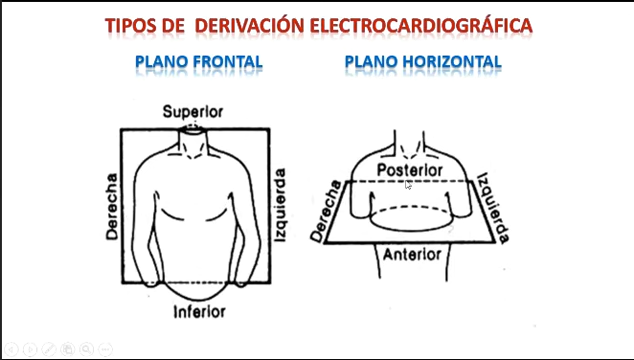 TIPOS DE DERIVACIÓN ELECTROCARDIOGRÁFICA
PLANO FRONTAL
PLANO HORIZONTAL
Superior
Derecha
Izquierda
Inferior
Posterior
Derecha
Izquierda
Anterior